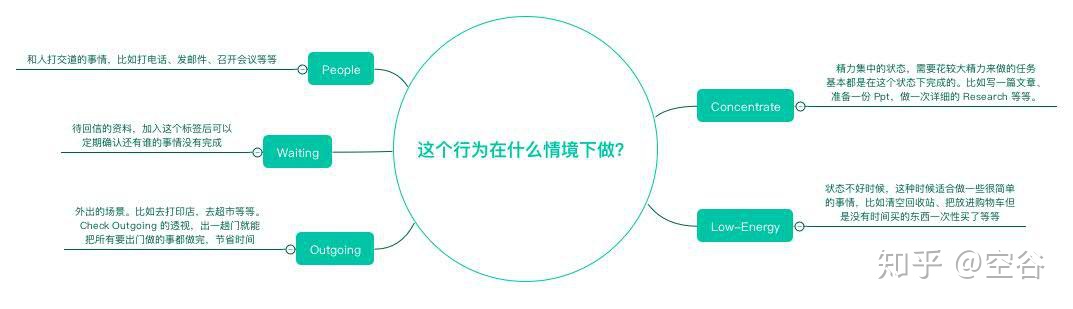 这个行为在什么情境下做？
People
和人打交道的事情，比如打电话、发邮件、召开会议等等
Waiting
待回信的资料，加入这个标签后可以
定期确认还有谁的事情没有完成
Outgoing
外出的场景。比如去打印店，去超市等等。
Check Outgoing 的透视，出一趟门就能
把所有要出门做的事都做完，节省时间
Concentrate
精力集中的状态，需要花较大精力来做的任务
基本都是在这个状态下完成的。比如写一篇文章、
准备一份 Ppt，做一次详细的 Research 等等。
Low-Energy
状态不好时候，这种时候适合做一些很简单
的事情，比如清空回收站、把放进购物车但
是没有时间买的东西一次性买了等等
知乎 @空谷